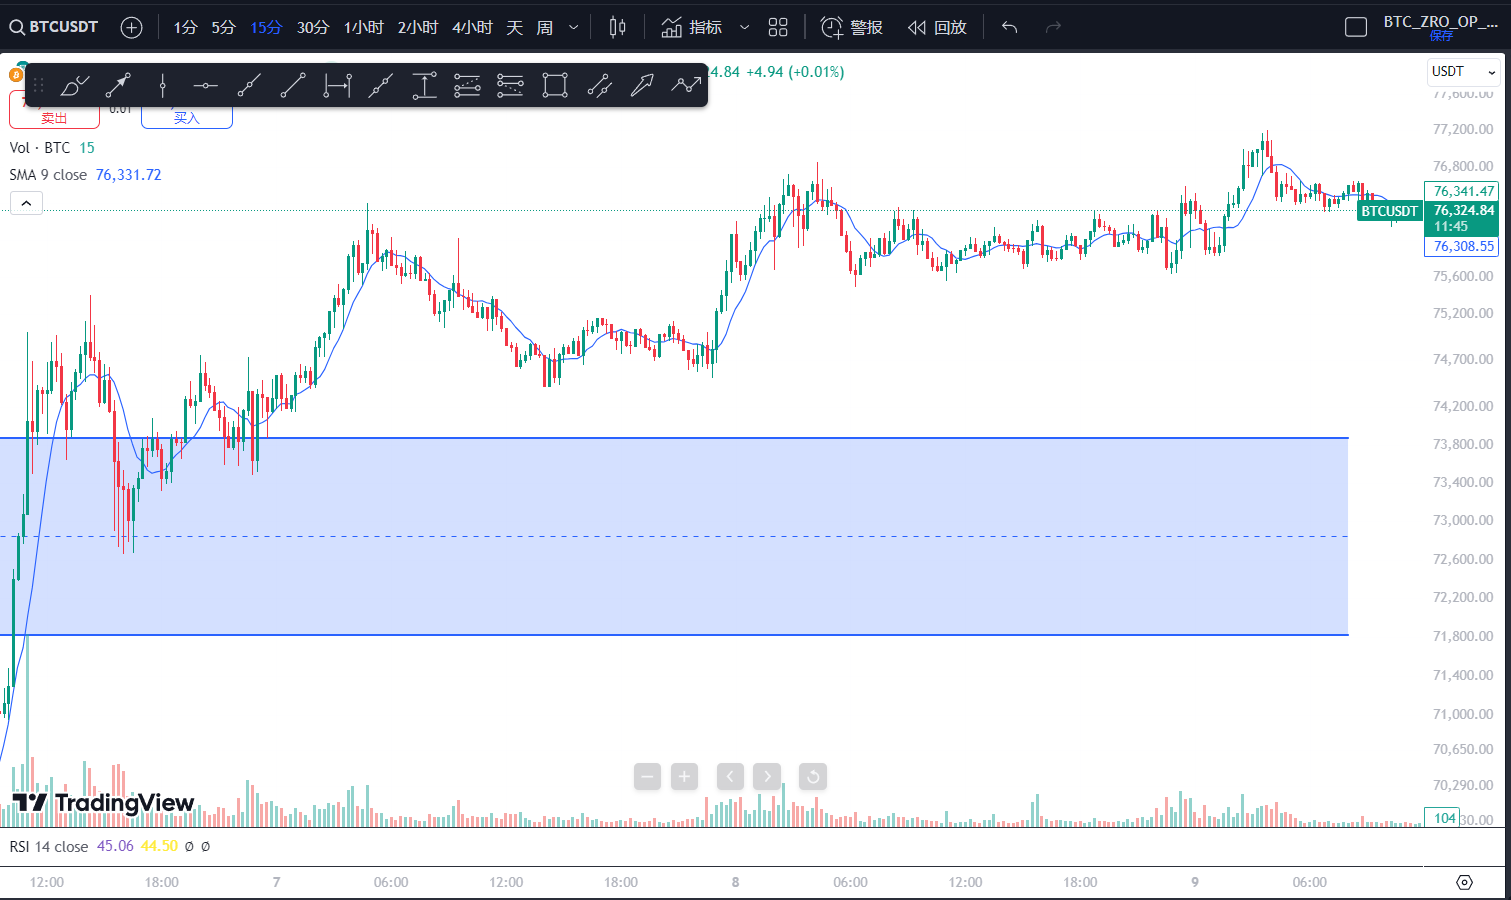 BTCUSDT 1分 5分 15分 30分 1小时 2小时 4小时 天 周 指标 警报 回放 BTC_ZRO_OP_...
保存
24.84 +4.94 (+0.01%) USDT
卖出 0.01 买入
Vol · BTC 15
SMA 9 close 76,331.72
77,600.00
77,200.00
76,800.00
76,341.47
BTCUSDT 76,324.84
11:45
76,308.55
75,600.00
75,200.00
74,700.00
74,200.00
73,800.00
73,400.00
73,000.00
72,600.00
72,200.00
71,800.00
71,400.00
71,000.00
70,650.00
70,290.00
TradingView
104
30.00
RSI 14 close 45.06 44.50 Ø Ø
12:00 18:00 7 06:00 12:00 18:00 8 06:00 12:00 18:00 9 06:00